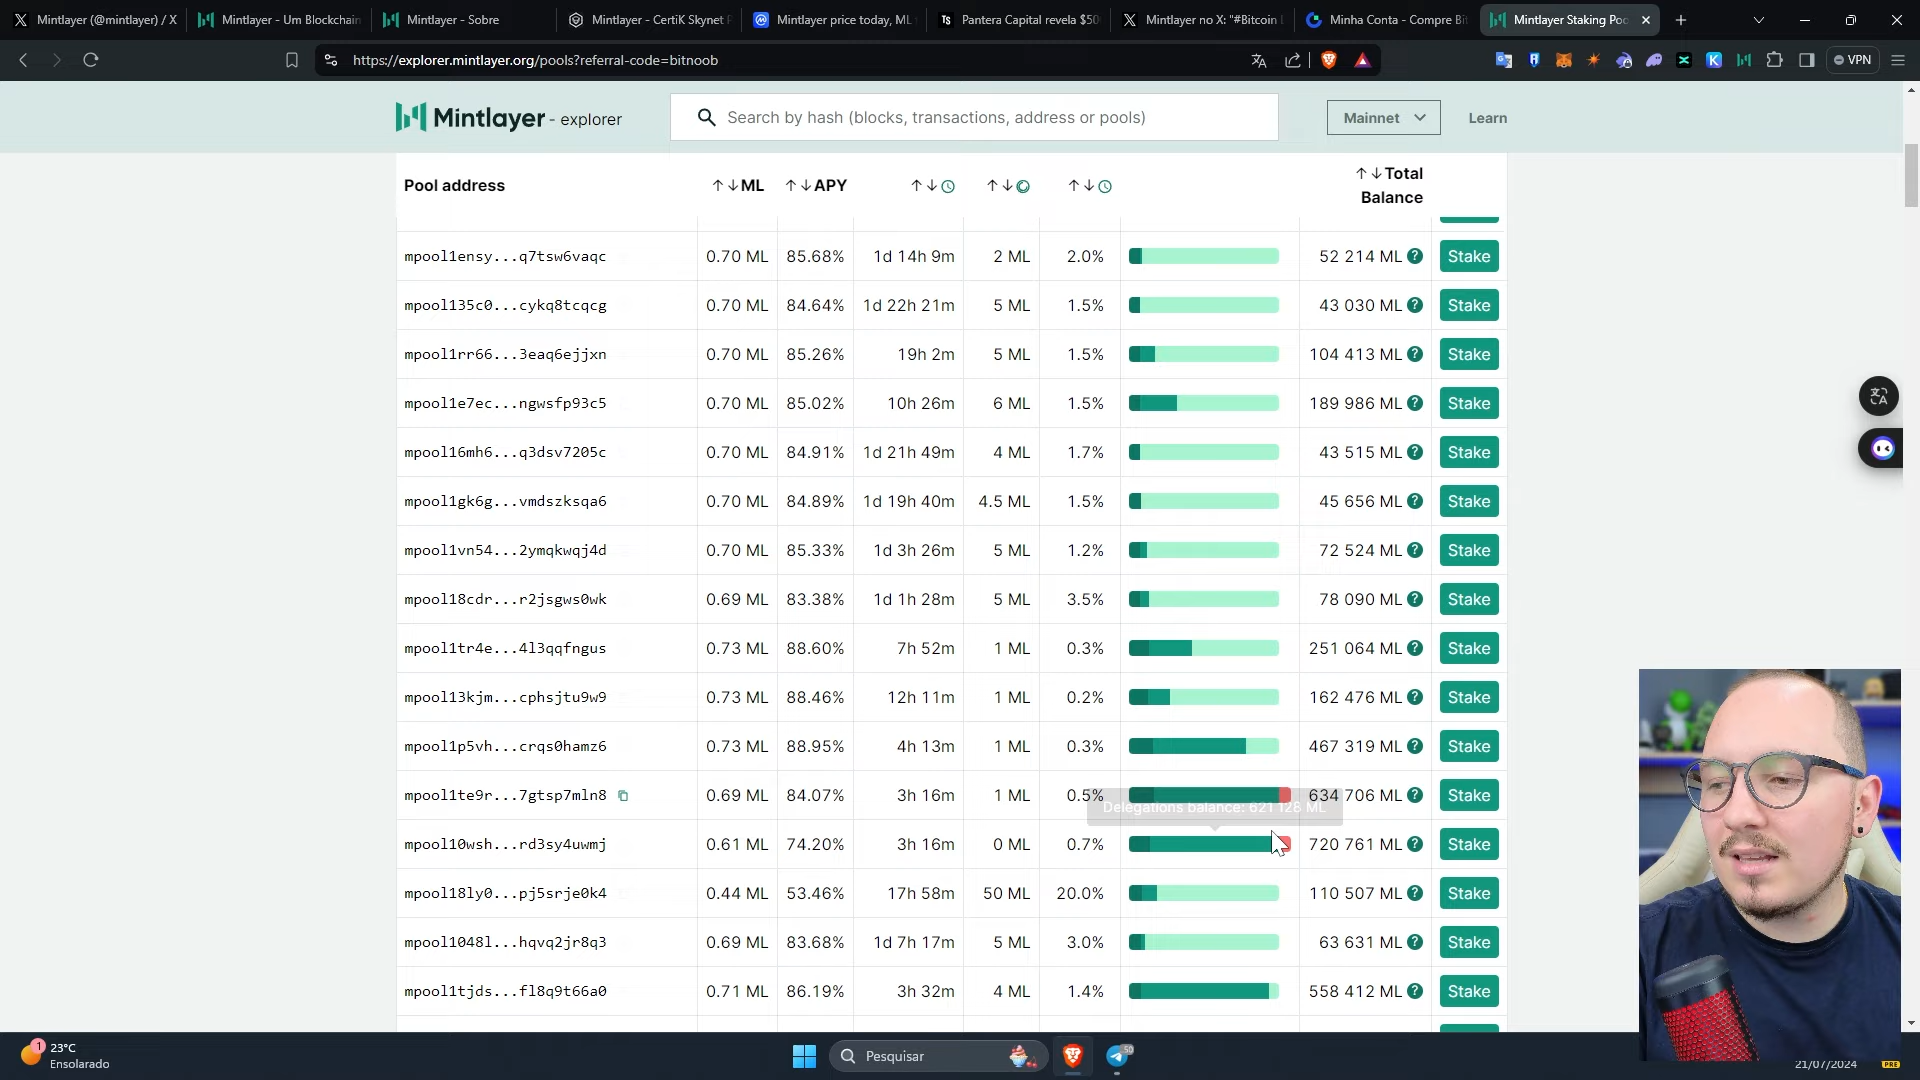 Mintlayer (@mintlayer) / X
Mintlayer - Um Blockchain
Mintlayer - Sobre
Mintlayer - CertiK Skynet P
Mintlayer price today, ML
Pantera Capital revela $50
Mintlayer no X: "#Bitcoin
Minha Conta - Compre Bi
Mintlayer Staking Poo
https://explorer.mintlayer.org/pools?referral-code=bitnoob
VPN
Mintlayer - explorer
Search by hash (blocks, transactions, address or pools)
Mainnet
Learn
Pool address ↑↓ML ↑↓APY ↑↓ ↑↓ ↑↓ ↑↓Total Balance
mpool1ensy...q7tsw6vaqc 0.70 ML 85.68% 1d 14h 9m 2 ML 2.0% 52 214 ML ? Stake
mpool135c0...cykq8tcqcg 0.70 ML 84.64% 1d 22h 21m 5 ML 1.5% 43 030 ML ? Stake
mpool1rr66...3eaq6ejjxn 0.70 ML 85.26% 19h 2m 5 ML 1.5% 104 413 ML ? Stake
mpool1e7ec...ngwsfp93c5 0.70 ML 85.02% 10h 26m 6 ML 1.5% 189 986 ML ? Stake
mpool16mh6...q3dsv7205c 0.70 ML 84.91% 1d 21h 49m 4 ML 1.7% 43 515 ML ? Stake
mpool1gk6g...vmdszksqa6 0.70 ML 84.89% 1d 19h 40m 4.5 ML 1.5% 45 656 ML ? Stake
mpool1vn54...2ymqkwqj4d 0.70 ML 85.33% 1d 3h 26m 5 ML 1.2% 72 524 ML ? Stake
mpool18cdr...r2jsgws0wk 0.69 ML 83.38% 1d 1h 28m 5 ML 3.5% 78 090 ML ? Stake
mpool1tr4e...4l3qqfngus 0.73 ML 88.60% 7h 52m 1 ML 0.3% 251 064 ML ? Stake
mpool13kjm...cphsjtu9w9 0.73 ML 88.46% 12h 11m 1 ML 0.2% 162 476 ML ? Stake
mpool1p5vh...crqs0hamz6 0.73 ML 88.95% 4h 13m 1 ML 0.3% 467 319 ML ? Stake
mpool1te9r...7gtsp7mln8 0.69 ML 84.07% 3h 16m 1 ML 0.5% 634 706 ML ? Stake
Delegations balance: 621 128 ML
mpool10wsh...rd3sy4uwmj 0.61 ML 74.20% 3h 16m 0 ML 0.7% 720 761 ML ? Stake
mpool18ly0...pj5srje0k4 0.44 ML 53.46% 17h 58m 50 ML 20.0% 110 507 ML ? Stake
mpool1048l...hqvq2jr8q3 0.69 ML 83.68% 1d 7h 17m 5 ML 3.0% 63 631 ML ? Stake
mpool1tjds...fl8q9t66a0 0.71 ML 86.19% 3h 32m 4 ML 1.4% 558 412 ML ? Stake
1
23°C
Ensolarado
Pesquisar
50
21/07/2024
PRE